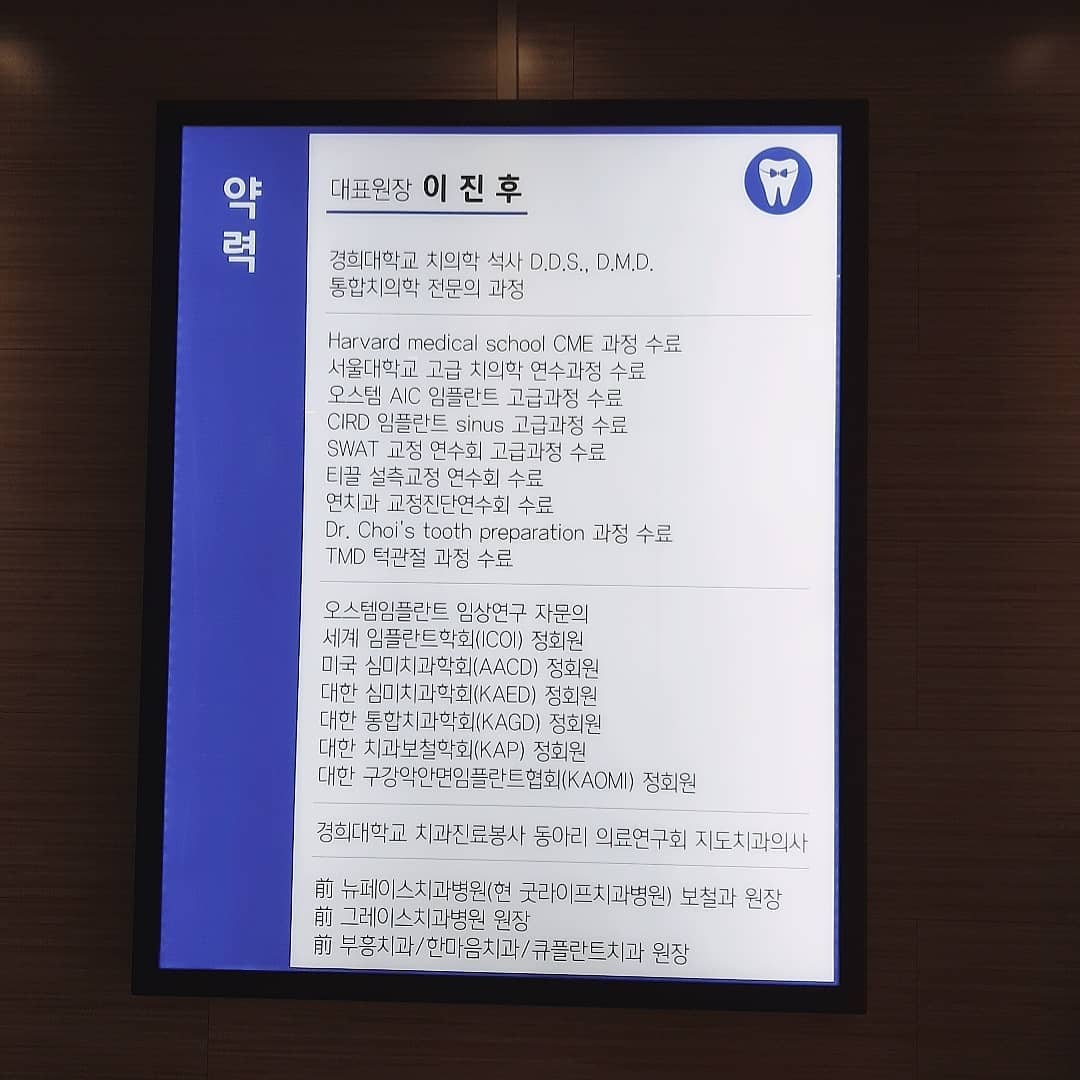 약력
대표원장 이진후
경희대학교 치의학 석사 D.D.S., D.M.D.
통합치의학 전문의 과정
Harvard medical school CME 과정 수료
서울대학교 고급 치의학 연수과정 수료
오스템 AIC 임플란트 고급과정 수료
CIRD 임플란트 sinus 고급과정 수료
SWAT 교정 연수회 고급과정 수료
티끌 설측교정 연수회 수료
연치과 교정진단연수회 수료
Dr. Choi's tooth preparation 과정 수료
TMD 턱관절 과정 수료
오스템임플란트 임상연구 자문의
세계 임플란트학회(ICOI) 정회원
미국 심미치과학회(AACD) 정회원
대한 심미치과학회(KAED) 정회원
대한 통합치과학회(KAGD) 정회원
대한 치과보철학회(KAP) 정회원
대한 구강악안면임플란트협회(KAOMI) 정회원
경희대학교 치과진료봉사 동아리 의료연구회 지도치과의사
前 뉴페이스치과병원(현 굿라이프치과병원) 보철과 원장
前 그레이스치과병원 원장
前 부흥치과/한마음치과/큐플란트치과 원장